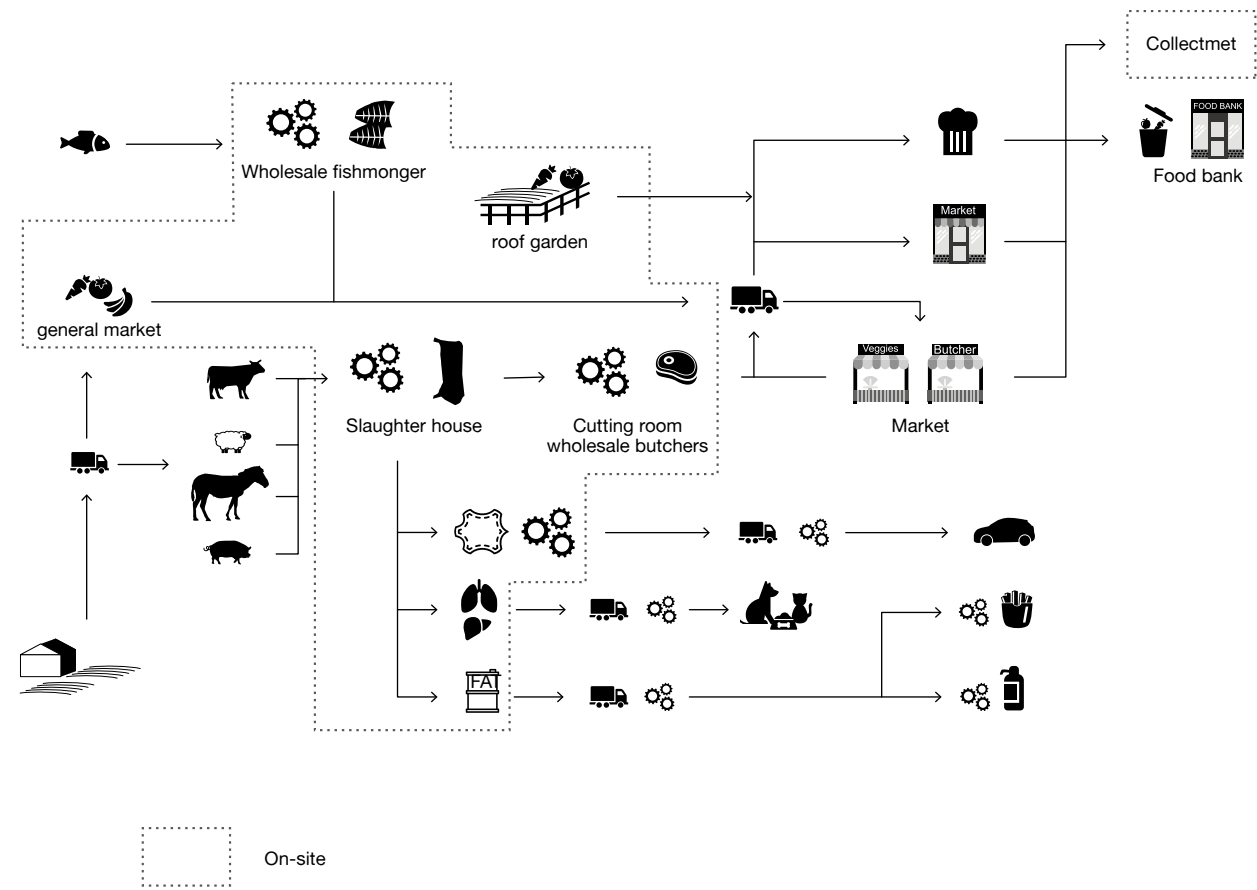 Collectmet
FOOD BANK
Food bank
Wholesale fishmonger
roof garden
Market
general market
Veggies
Butcher
Market
Slaughter house
Cutting room
wholesale butchers
FAT
On-site